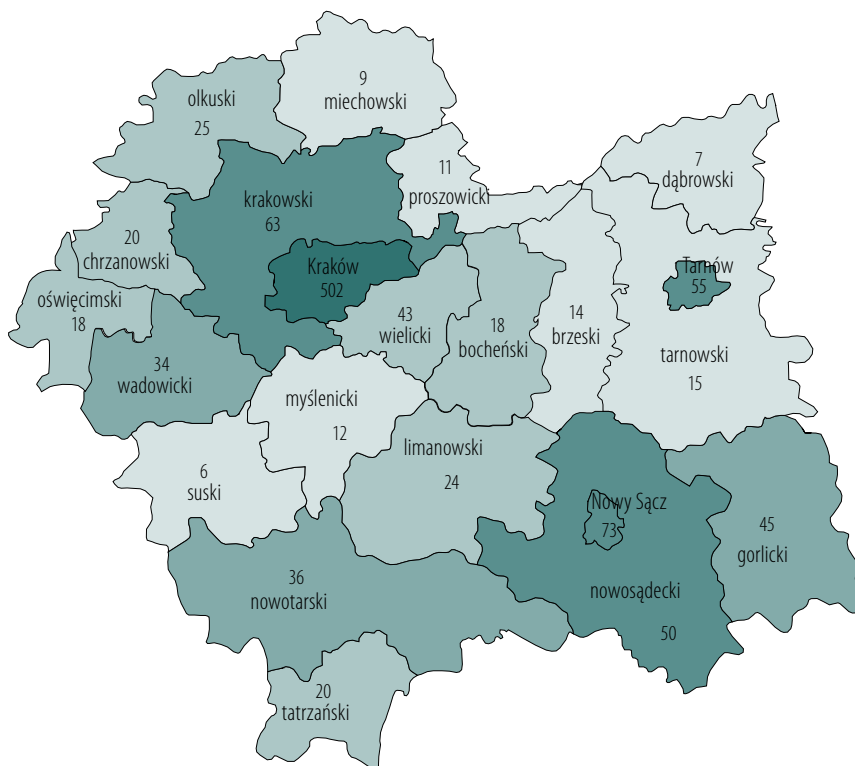 9
miechowski
olkuski
25
7
dąbrowski
11
proszowicki
krakowski
63
20
chrzanowski
Kraków
502
Tarnów
55
oświęcimski
18
43
wielicki
18
bocheński
14
brzeski
34
wadowicki
tarnowski
15
myślenicki
12
limanowski
24
6
suski
Nowy Sącz
73
45
gorlicki
36
nowotarski
nowosądecki
50
20
tatrzański